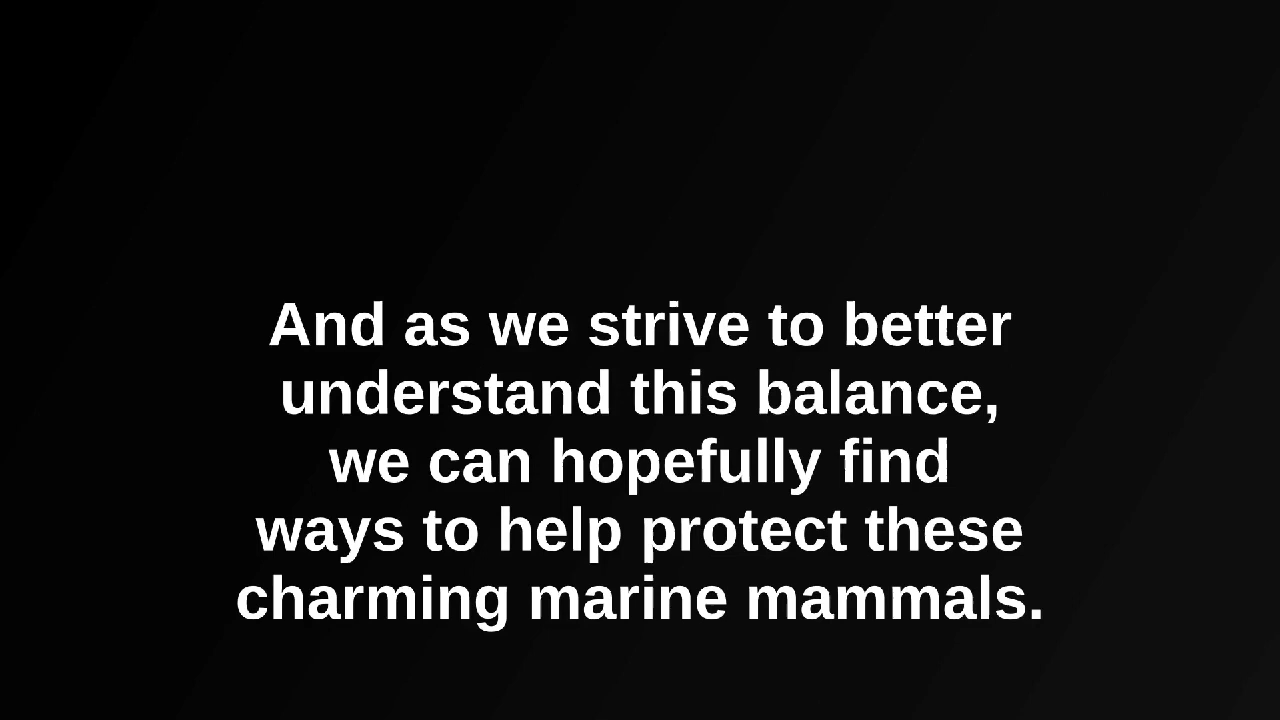 And as we strive to better
understand this balance,
we can hopefully find
ways to help protect these
charming marine mammals.